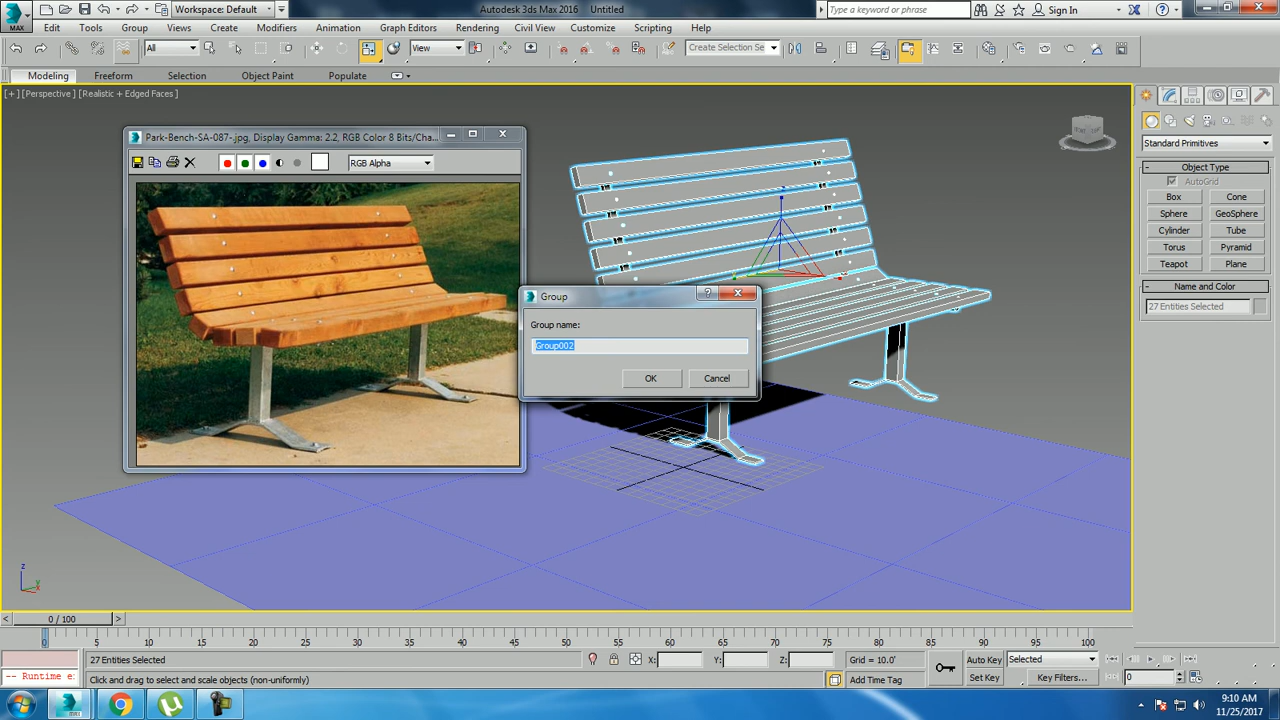 Workspace: Default
Autodesk 3ds Max 2016    Untitled
Type a keyword or phrase
Sign In
MAX
Edit Tools Group Views Create Modifiers Animation Graph Editors Rendering Civil View Customize Scripting Help
All
View
Create Selection Se
Modeling Freeform Selection Object Paint Populate
[+] [Perspective] [Realistic + Edged Faces]
Park-Bench-SA-087-.jpg, Display Gamma: 2.2, RGB Color 8 Bits/Cha...
RGB Alpha
Group
Group name:
Group002
OK Cancel
Standard Primitives
Object Type
AutoGrid
Box Cone
Sphere GeoSphere
Cylinder Tube
Torus Pyramid
Teapot Plane
Name and Color
27 Entities Selected
0 / 100
0 5 10 15 20 25 30 35 40 45 50 55 60 65 70 75 80 85 90 95 100
27 Entities Selected X: Y: Z: Grid = 10.0' Auto Key Selected
-- Runtime e: Click and drag to select and scale objects (non-uniformly) Add Time Tag Set Key Key Filters... 0
9:10 AM
11/25/2017